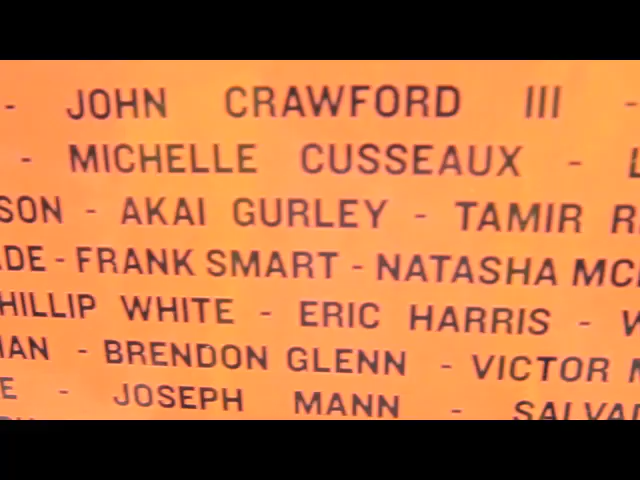 - JOHN CRAWFORD III -
- MICHELLE CUSSEAUX -
SON - AKAI GURLEY - TAMIR
DE - FRANK SMART - NATASHA
HILLIP WHITE - ERIC HARRIS -
AN - BRENDON GLENN - VICTOR
E - JOSEPH MANN -